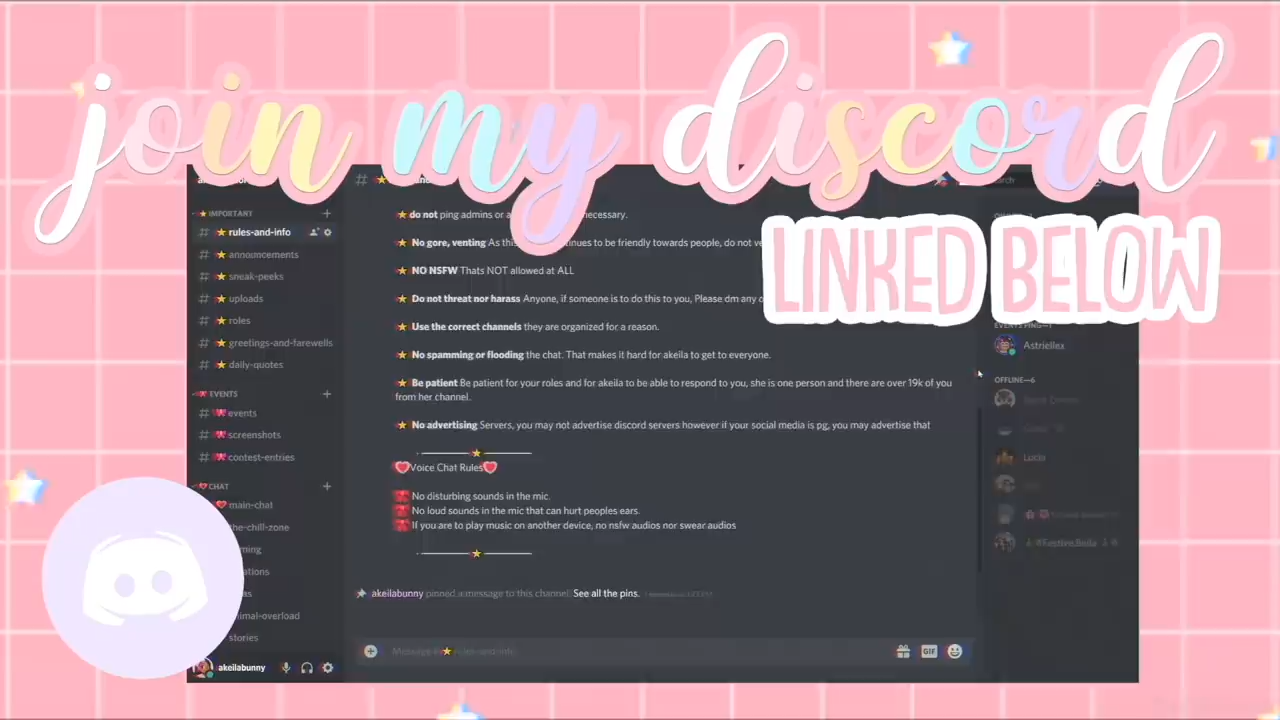 join my discord
LINKED BELOW
IMPORTANT
rules-and-info
announcements
sneak-peeks
uploads
roles
greetings-and-farewells
daily-quotes
EVENTS
events
screenshots
contest-entries
CHAT
main-chat
the-chill-zone
stories
akeilabunny
do not ping admins or a necessary.
No gore, venting As this tinues to be friendly towards people, do not ve
NO NSFW Thats NOT allowed at ALL
Do not threat nor harass Anyone, if someone is to do this to you, Please dm any o
Use the correct channels they are organized for a reason.
No spamming or flooding the chat. That makes it hard for akeila to get to everyone.
Be patient Be patient for your roles and for akeila to be able to respond to you, she is one person and there are over 19k of you
from her channel.
No advertising Servers, you may not advertise discord servers however if your social media is pg, you may advertise that
Voice Chat Rules
No disturbing sounds in the mic.
No loud sounds in the mic that can hurt peoples ears.
If you are to play music on another device, no nsfw audios nor swear audios
akeilabunny pinned a message to this channel. See all the pins.
Message rules-and-info
GIF
Astriellex
OFFLINE—6
Lucia